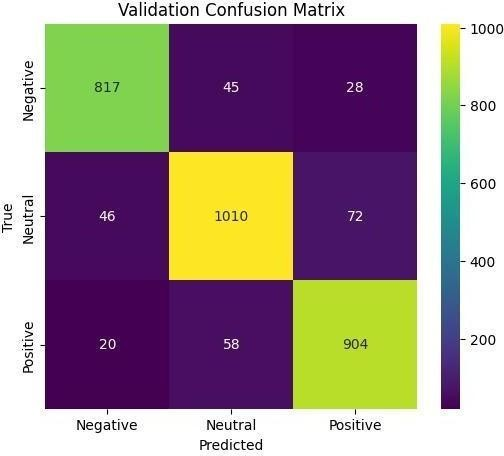 Validation Confusion Matrix
1000
Negative 817 45 28
800
600
True
Neutral 46 1010 72
400
Positive 20 58 904
200
Negative Neutral Positive
Predicted